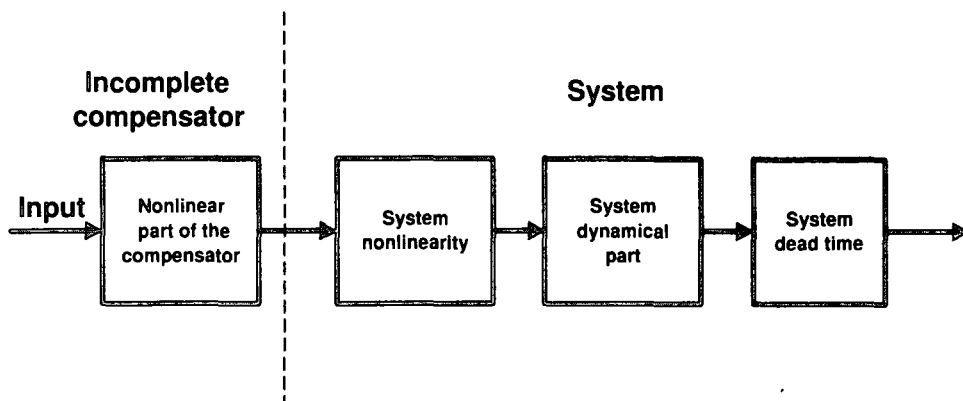 Incomplete
compensator
System
Input
Nonlinear
part of the
compensator
System
nonlinearity
System
dynamical
part
System
dead time